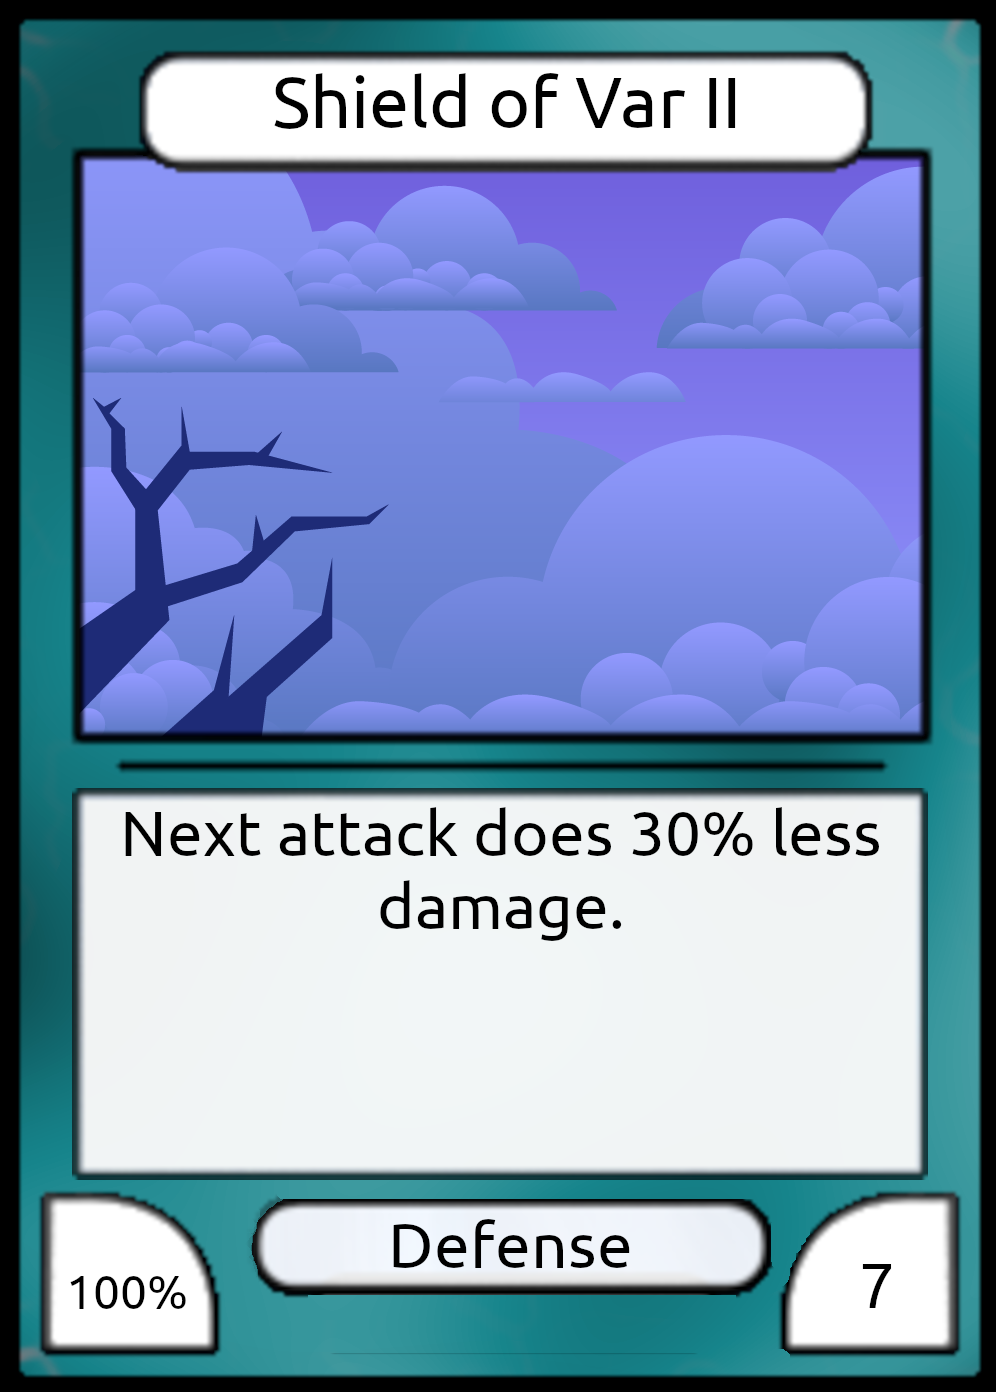 Shield of Var II
Next attack does 30% less
damage.
100%
Defense
7